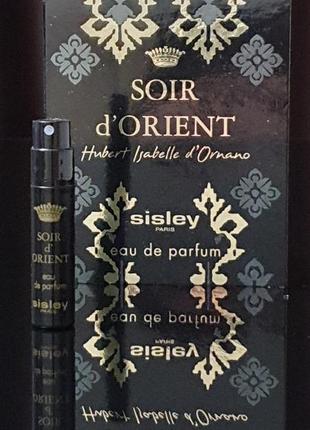 SOIR
d'ORIENT
Hubert Isabelle d'Ornano
sisley
PARIS
eau de parfum
SOIR
d'
ORIENT
eau
de parfum
sisley
PARIS
eau de parfum
sisley
PARIS
Hubert Isabelle d'Ornano